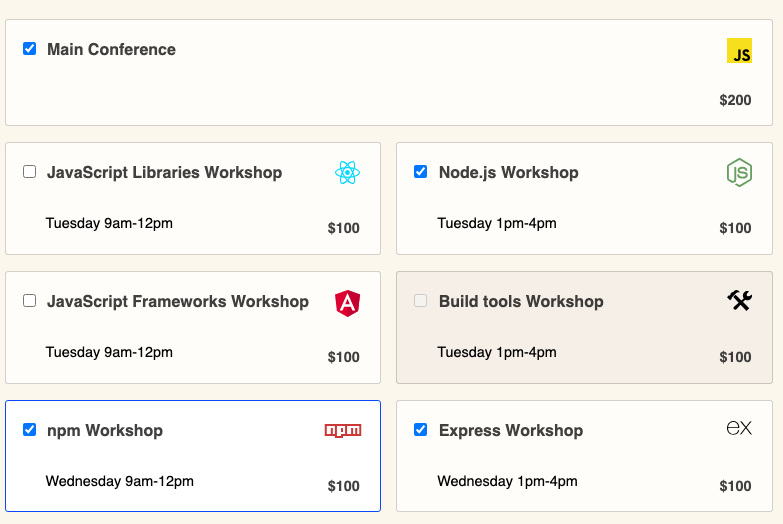 Main Conference
JS
$200
JavaScript Libraries Workshop
Tuesday 9am-12pm
$100
Node.js Workshop
JS
Tuesday 1pm-4pm
$100
JavaScript Frameworks Workshop
A
Tuesday 9am-12pm
$100
Build tools Workshop
Tuesday 1pm-4pm
$100
npm Workshop
npm
Wednesday 9am-12pm
$100
Express Workshop
ex
Wednesday 1pm-4pm
$100